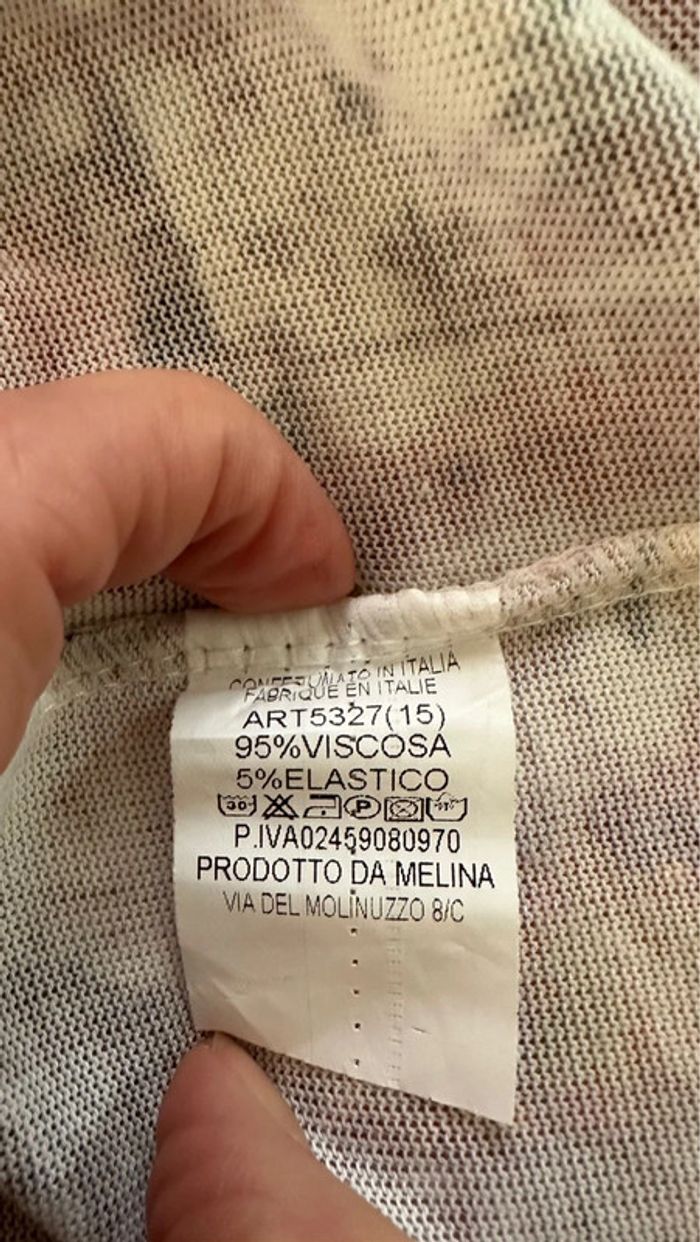 IN ITALIA
FABRIQUE EN ITALIE
ART5327(15)
95%VISCOSA
5%ELASTICO
30 P
P.IVA02459080970
PRODOTTO DA MELINA
VIA DEL MOLINUZZO 8/C